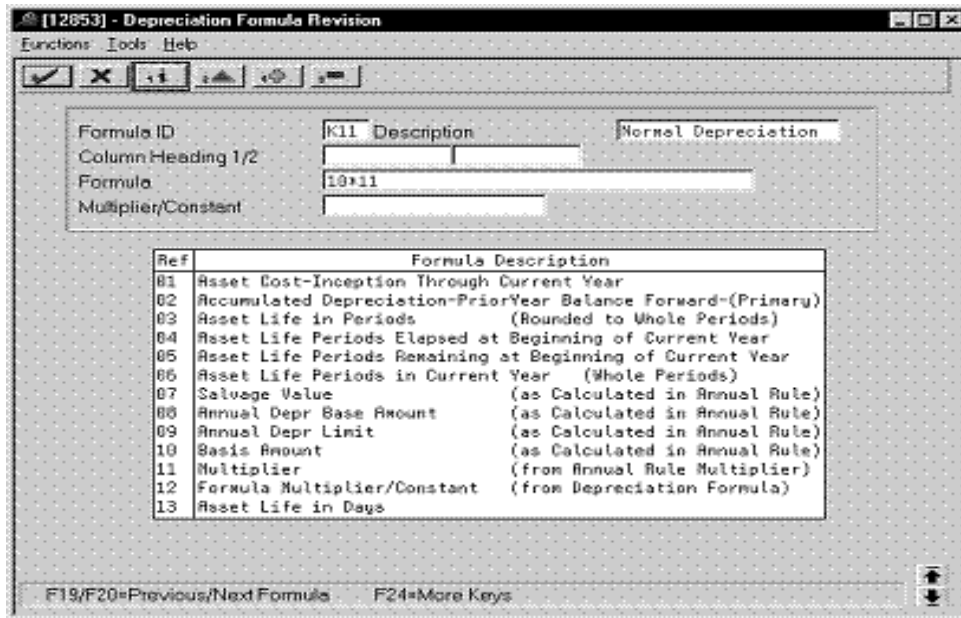 [12853] - Depreciation Formula Revision
Functions Tools Help
Formula ID K11 Description Normal Depreciation
Column Heading 1/2
Formula 10*11
Multiplier/Constant
Ref Formula Description
01 Asset Cost-Inception Through Current Year
02 Accumulated Depreciation-PriorYear Balance Forward-(Primary)
03 Asset Life in Periods (Rounded to Whole Periods)
04 Asset Life Periods Elapsed at Beginning of Current Year
05 Asset Life Periods Remaining at Beginning of Current Year
06 Asset Life Periods in Current Year (Whole Periods)
07 Salvage Value (as Calculated in Annual Rule)
08 Annual Depr Base Amount (as Calculated in Annual Rule)
09 Annual Depr Limit (as Calculated in Annual Rule)
10 Basis Amount (as Calculated in Annual Rule)
11 Multiplier (from Annual Rule Multiplier)
12 Formula Multiplier/Constant (from Depreciation Formula)
13 Asset Life in Days
F19/F20=Previous/Next Formula F24=More Keys